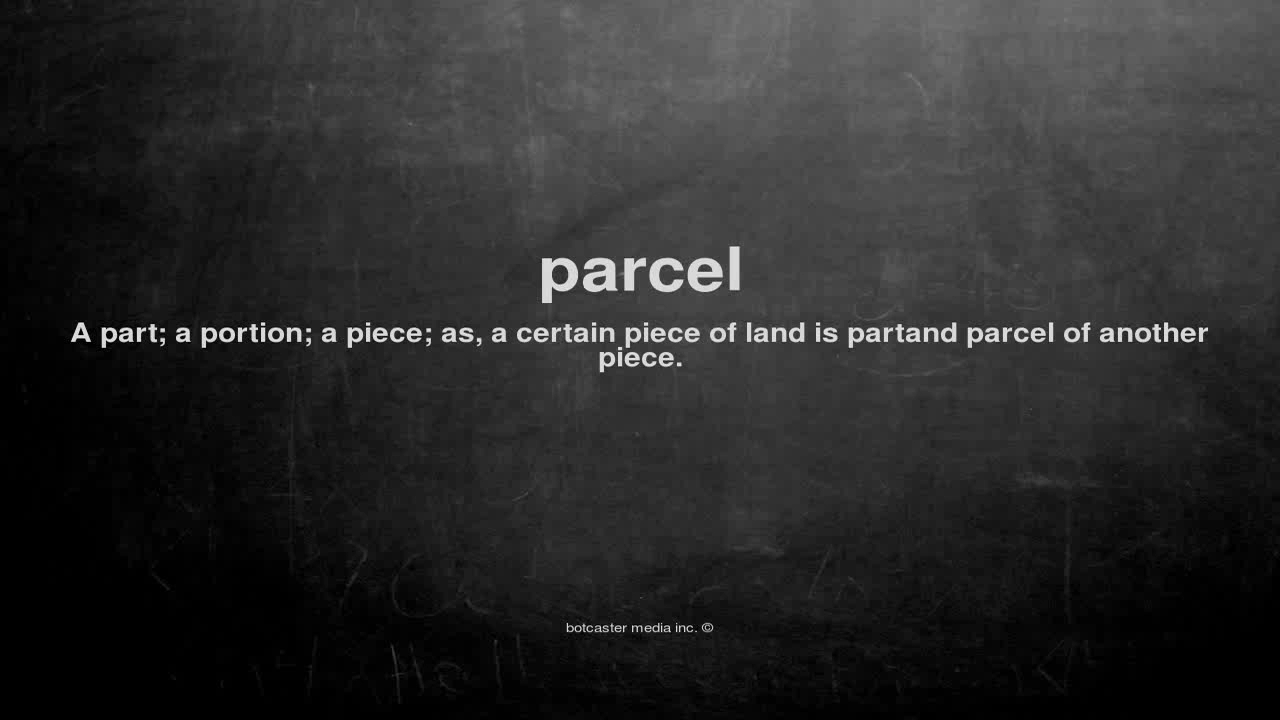 parcel
A part; a portion; a piece; as, a certain piece of land is partand parcel of another
piece.
botcaster media inc. ©